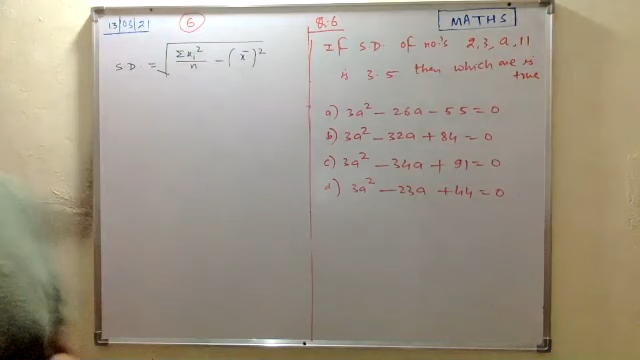 13/03/21
6
Q:6
MATHS
S.D. = √(Σxi²/n - (x̄)²)
If S.D. of no.'s 2, 3, a, 11
is 3.5 then which one is
true
a) 3a² - 26a - 55 = 0
b) 3a² - 32a + 84 = 0
c) 3a² - 34a + 91 = 0
d) 3a² - 23a + 44 = 0